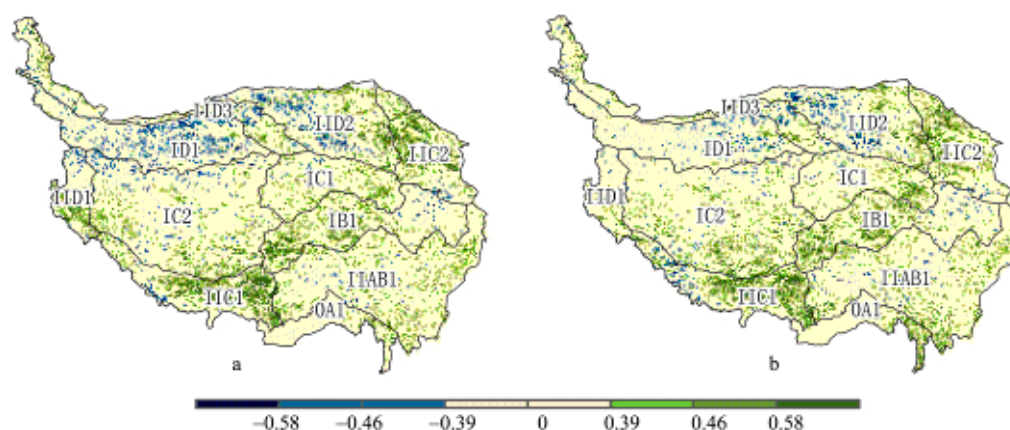 IID3
IID2
ID1
IIC2
IC1
IID1
IC2
IB1
IIAB1
IIC1
OA1
a
IID3
IID2
ID1
IIC2
IC1
IID1
IC2
IB1
IIAB1
IIC1
OA1
b
−0.58 −0.46 −0.39 0 0.39 0.46 0.58